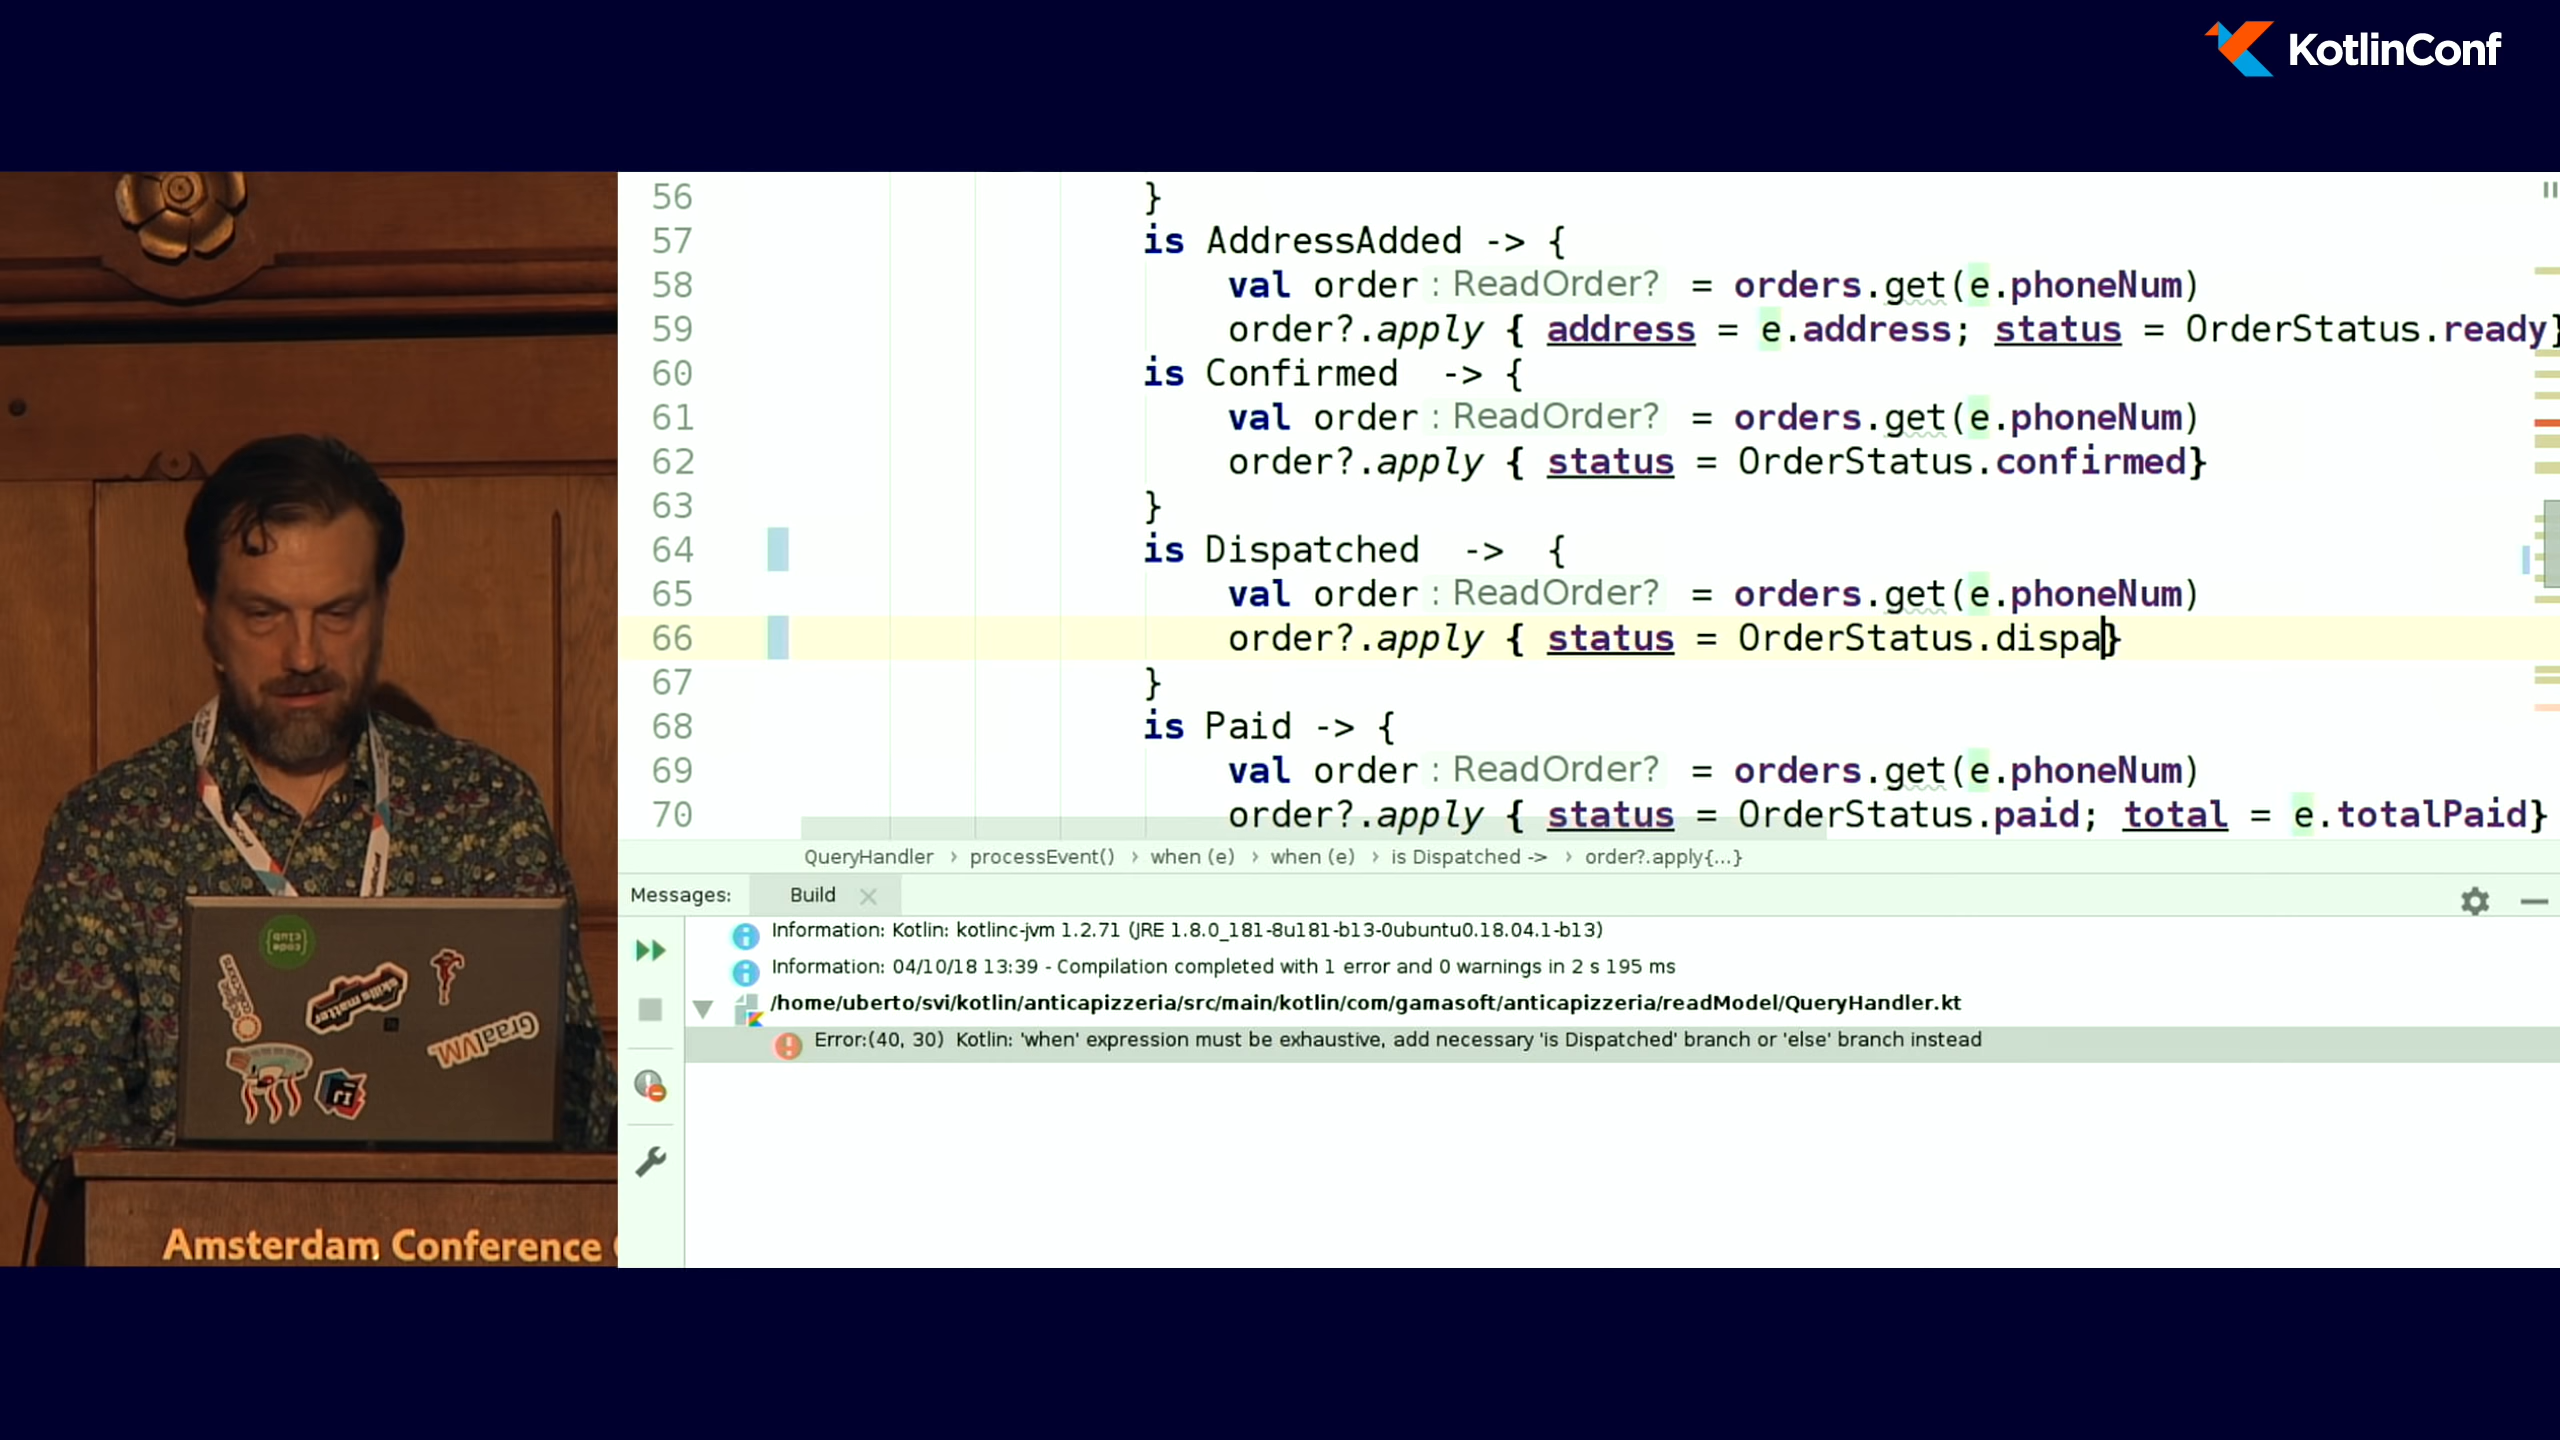 KotlinConf
56 }
57 is AddressAdded -> {
58 val order : ReadOrder? = orders.get(e.phoneNum)
59 order?.apply { address = e.address; status = OrderStatus.ready}
60 is Confirmed -> {
61 val order : ReadOrder? = orders.get(e.phoneNum)
62 order?.apply { status = OrderStatus.confirmed}
63 }
64 is Dispatched -> {
65 val order : ReadOrder? = orders.get(e.phoneNum)
66 order?.apply { status = OrderStatus.dispa}
67 }
68 is Paid -> {
69 val order : ReadOrder? = orders.get(e.phoneNum)
70 order?.apply { status = OrderStatus.paid; total = e.totalPaid}
QueryHandler › processEvent() › when (e) › when (e) › is Dispatched -> › order?.apply{...}
Messages: Build
Information: Kotlin: kotlinc-jvm 1.2.71 (JRE 1.8.0_181-8u181-b13-0ubuntu0.18.04.1-b13)
Information: 04/10/18 13:39 - Compilation completed with 1 error and 0 warnings in 2 s 195 ms
/home/uberto/svi/kotlin/anticapizzeria/src/main/kotlin/com/gamasoft/anticapizzeria/readModel/QueryHandler.kt
Error:(40, 30) Kotlin: 'when' expression must be exhaustive, add necessary 'is Dispatched' branch or 'else' branch instead
{code
club}
skills matter
GraalVM.
IJ
Amsterdam Conference